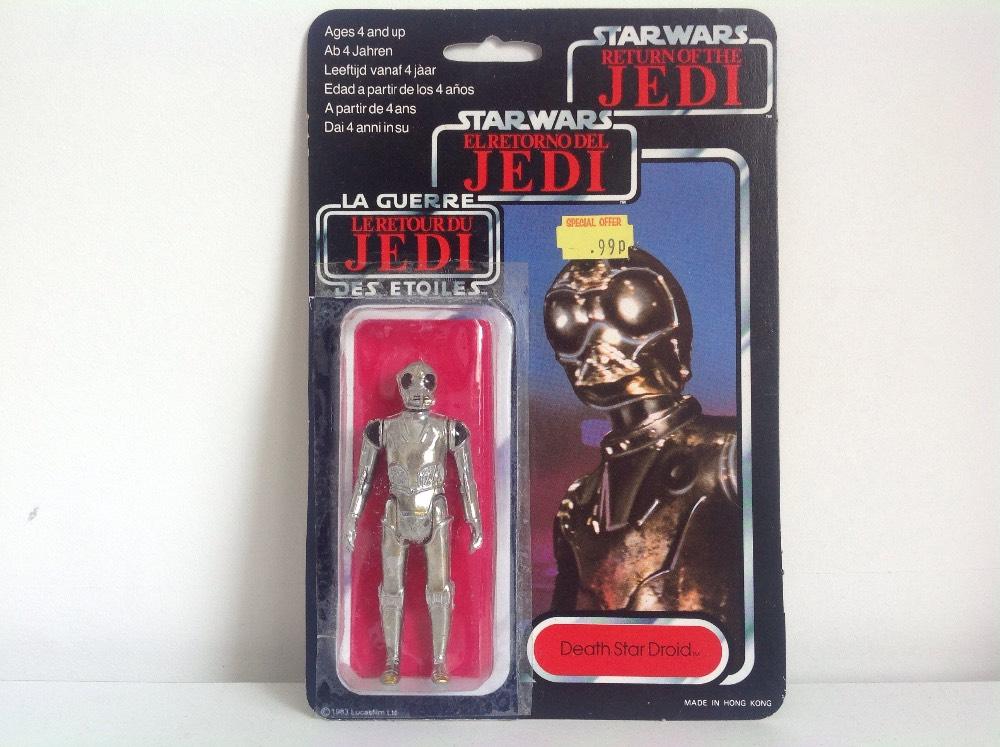 Ages 4 and up
Ab 4 Jahren
Leeftijd vanaf 4 jàar
Edad a partir de los 4 años
A partir de 4 ans
Dai 4 anni in su
STAR WARS
RETURN OF THE
JEDI
TM
STAR WARS
EL RETORNO DEL
JEDI
TM
LA GUERRE
LE RETOUR DU
JEDI
DES ETOILES
SPECIAL OFFER
.99p
Death Star Droid TM
©1983 Lucasfilm Ltd
MADE IN HONG KONG